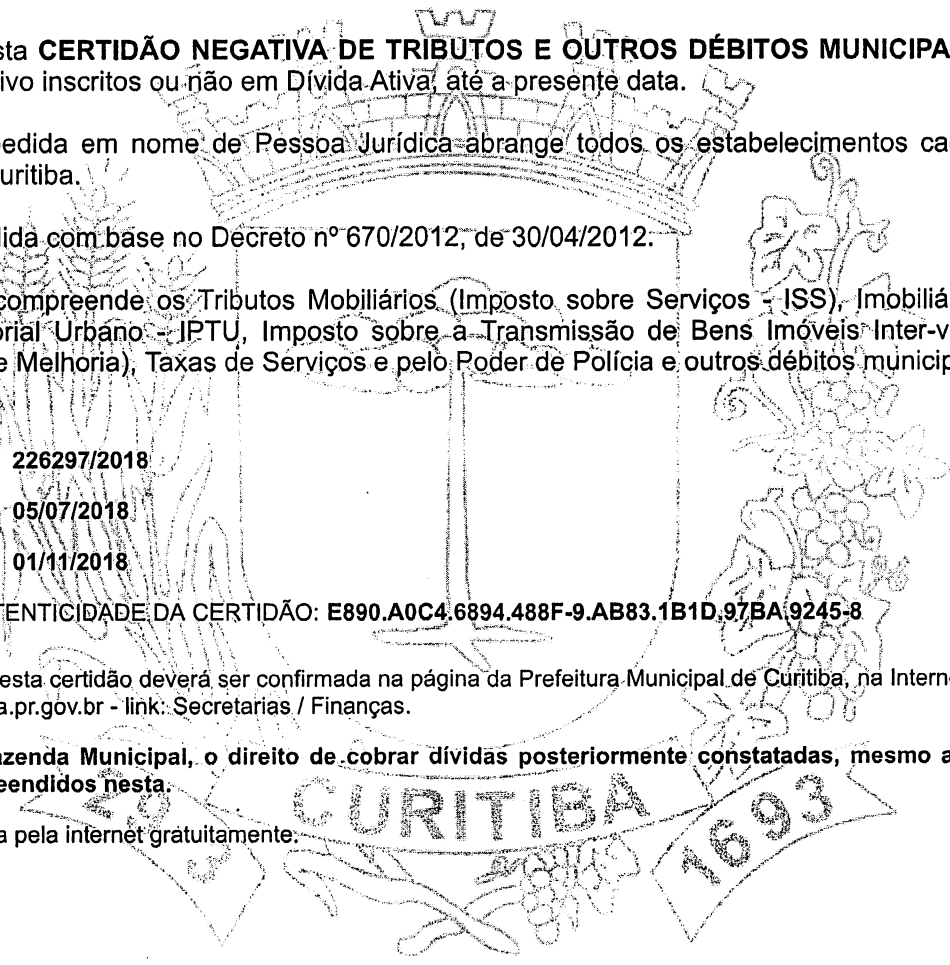 sta CERTIDÃO NEGATIVA DE TRIBUTOS E OUTROS DÉBITOS MUNICIPA
ivo inscritos ou não em Dívida Ativa, até a presente data.
pedida em nome de Pessoa Jurídica abrange todos os estabelecimentos ca
uritiba.
dida com base no Decreto nº 670/2012, de 30/04/2012.
compreende os Tributos Mobiliários (Imposto sobre Serviços - ISS), Imobiliá
orial Urbano - IPTU, Imposto sobre a Transmissão de Bens Imóveis Inter-v
e Melhoria), Taxas de Serviços e pelo Poder de Polícia e outros débitos municip
226297/2018
05/07/2018
01/11/2018
TENTICIDADE DA CERTIDÃO: E890.A0C4.6894.488F-9.AB83.1B1D.97BA.9245-8
esta certidão deverá ser confirmada na página da Prefeitura Municipal de Curitiba, na Intern
a.pr.gov.br - link: Secretarias / Finanças.
azenda Municipal, o direito de cobrar dívidas posteriormente constatadas, mesmo a
eendidos nesta.
a pela internet gratuitamente.
CURITIBA
1693